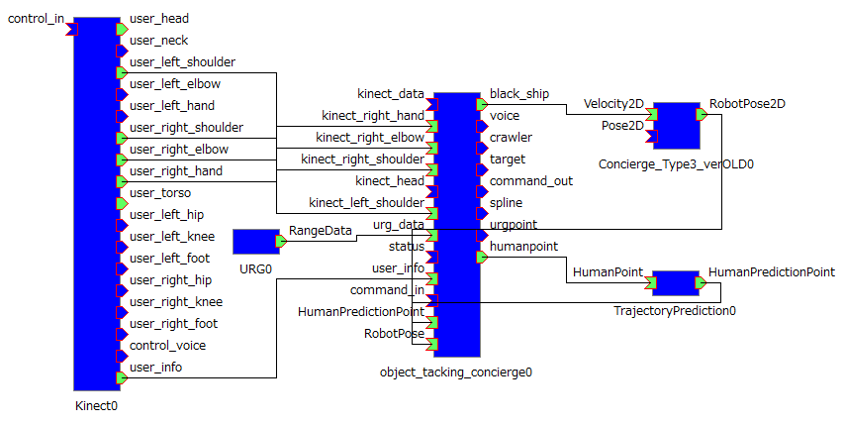 control_in
user_head
user_neck
user_left_shoulder
user_left_elbow
user_left_hand
user_right_shoulder
user_right_elbow
user_right_hand
user_torso
user_left_hip
user_left_knee
user_left_foot
user_right_hip
user_right_knee
user_right_foot
control_voice
user_info
Kinect0
RangeData
URG0
kinect_data
kinect_right_hand
kinect_right_elbow
kinect_right_shoulder
kinect_head
kinect_left_shoulder
urg_data
status
user_info
command_in
HumanPredictionPoint
RobotPose
black_ship
voice
crawler
target
command_out
spline
urgpoint
humanpoint
object_tacking_concierge0
Velocity2D
Pose2D
RobotPose2D
Concierge_Type3_verOLD0
HumanPoint
HumanPredictionPoint
TrajectoryPrediction0